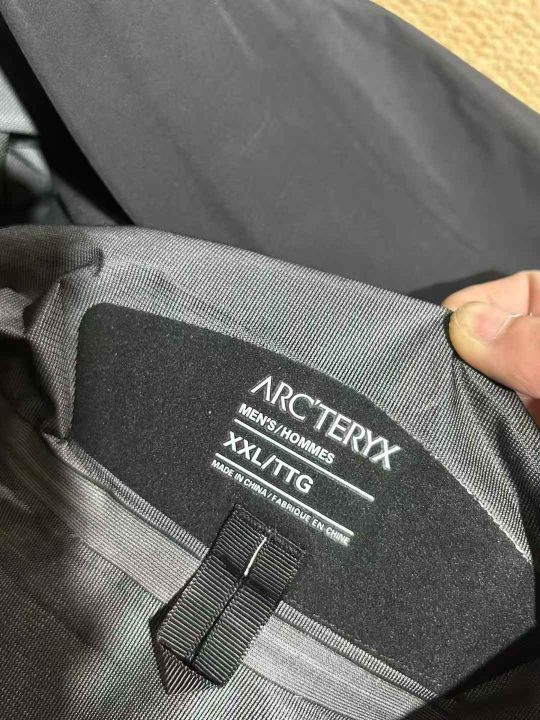 ARC'TERYX
MEN'S/HOMMES
XXL/TTG
MADE IN CHINA/FABRIQUÉ EN CHINE